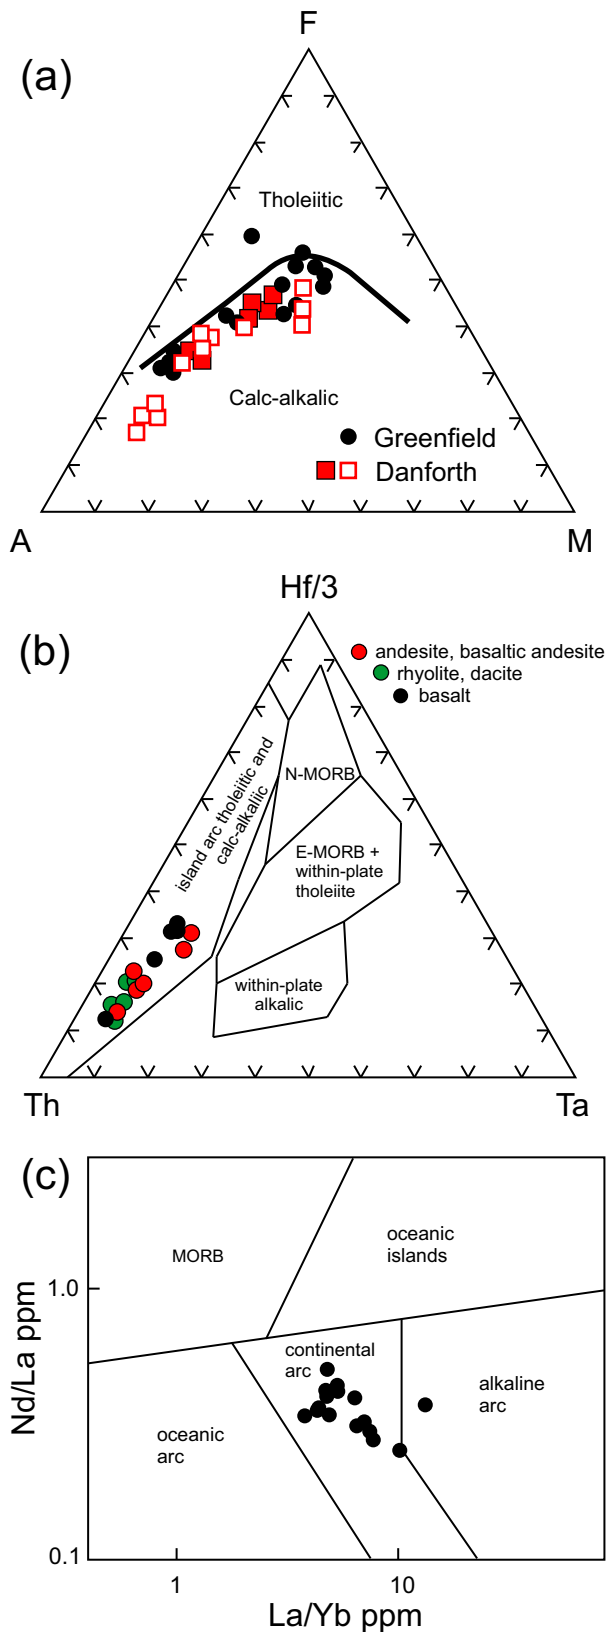 (a)
F
Tholeiitic
Calc-alkalic
Greenfield
Danforth
A
M
(b)
Hf/3
andesite, basaltic andesite
rhyolite, dacite
basalt
island arc tholeiitic and
calc-alkaliic
N-MORB
E-MORB +
within-plate
tholeiite
within-plate
alkalic
Th
Ta
(c)
MORB
oceanic
islands
1.0
continental
arc
alkaline
arc
oceanic
arc
Nd/La ppm
0.1
1
10
La/Yb ppm